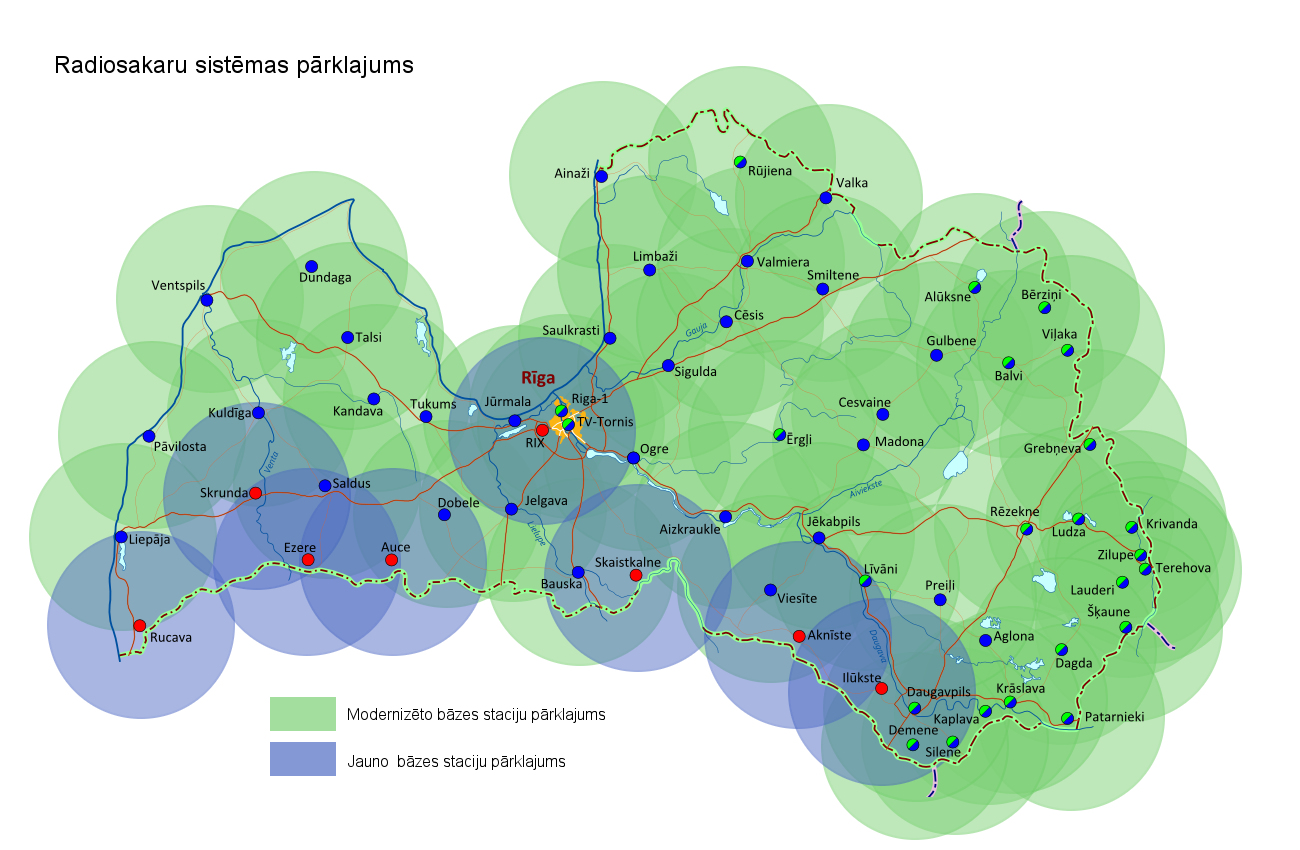 Radiosakaru sistēmas pārklajums
Ainaži
Rūjiena
Valka
Limbaži
Valmiera
Dundaga
Smiltene
Ventspils
Alūksne
Bērziņi
Cēsis
Gauja
Saulkrasti
Talsi
Gulbene
Viļaka
Balvi
Sigulda
Rīga
Kandava
Tukums
Jūrmala
Riga-1
Cesvaine
Kuldīga
TV-Tornis
RIX
Ērgļi
Madona
Pāvilosta
Ogre
Grebņeva
Venta
Skrunda
Saldus
Aiviekste
Dobele
Jelgava
Rēzekne
Aizkraukle
Jēkabpils
Ludza
Krivanda
Liepāja
Lielupe
Ezere
Auce
Zilupe
Skaistkalne
Līvāni
Terehova
Bauska
Preiļi
Lauderi
Viesīte
Šķaune
Rucava
Aknīste
Daugava
Aglona
Dagda
Ilūkste
Daugavpils
Krāslava
Kaplava
Patarnieki
Demene
Silene
Modernizēto bāzes staciju pārklajums
Jauno bāzes staciju pārklajums